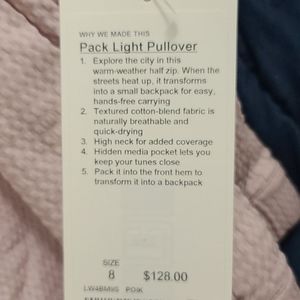 WHY WE MADE THIS
Pack Light Pullover
1. Explore the city in this
warm-weather half zip. When the
streets heat up, it transforms
into a small backpack for easy,
hands-free carrying
2. Textured cotton-blend fabric is
naturally breathable and
quick-drying
3. High neck for added coverage
4. Hidden media pocket lets you
keep your tunes close
5. Pack it into the front hem to
transform it into a backpack
SIZE
8 $128.00